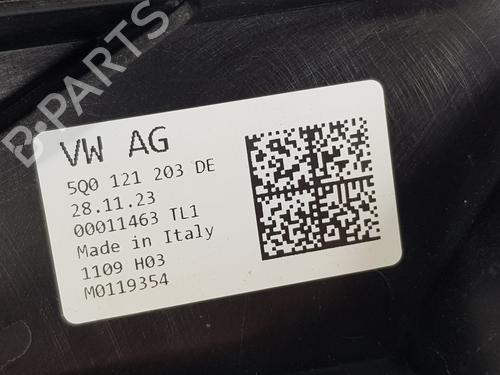 B-PARTS
VW AG
5Q0 121 203 DE
28.11.23
00011463 TL1
Made in Italy
1109 H03
M0119354